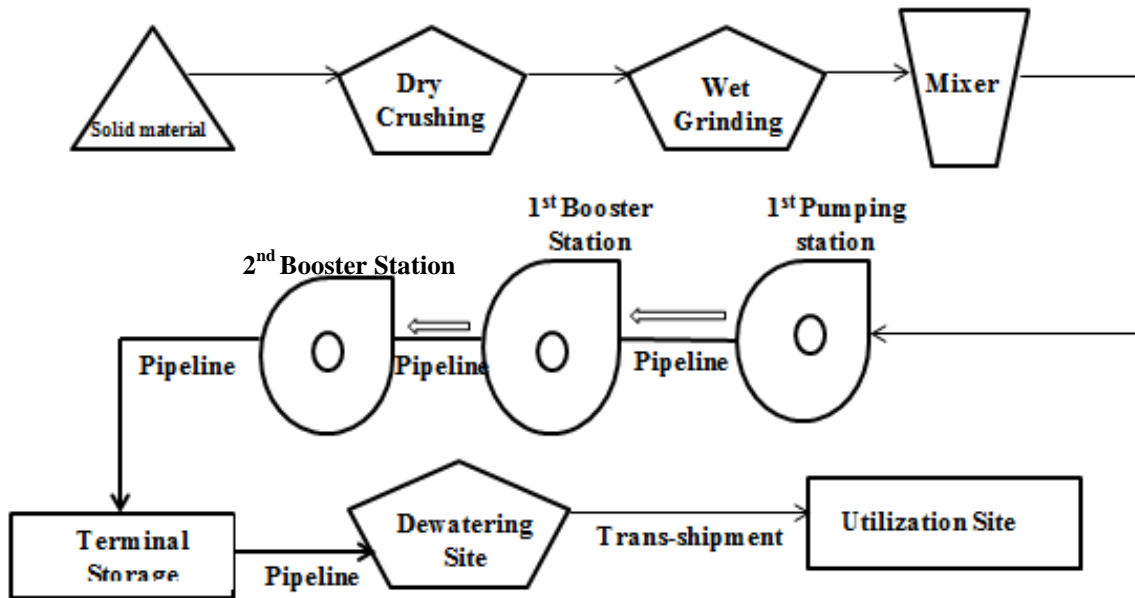 Solid material
Dry
Crushing
Wet
Grinding
Mixer
1st Booster
Station
1st Pumping
station
2nd Booster Station
Pipeline
Pipeline
Pipeline
Terminal
Storage
Pipeline
Dewatering
Site
Trans-shipment
Utilization Site